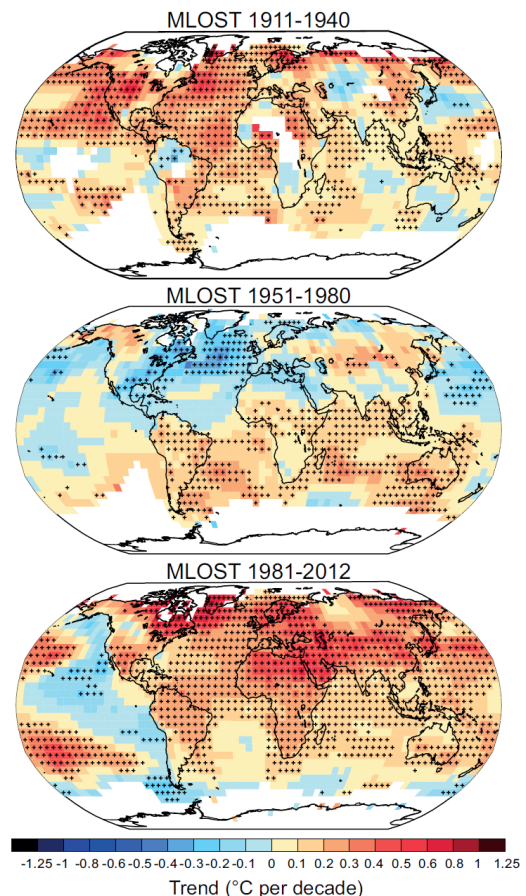 MLOST 1911-1940
MLOST 1951-1980
MLOST 1981-2012
-1.25 -1 -0.8 -0.6 -0.5 -0.4 -0.3 -0.2 -0.1 0 0.1 0.2 0.3 0.4 0.5 0.6 0.8 1 1.25
Trend (°C per decade)